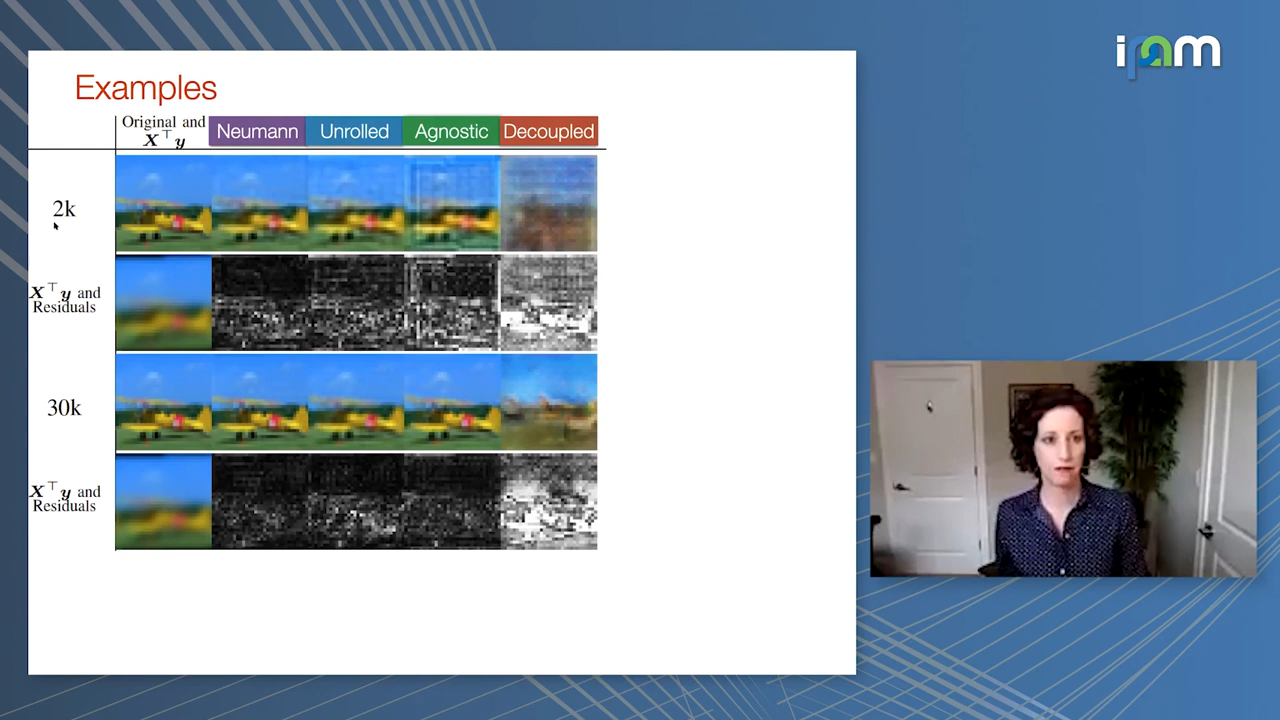 ipam
Examples
Original and
X⊤y
Neumann
Unrolled
Agnostic
Decoupled
2k
X⊤y and
Residuals
30k
X⊤y and
Residuals